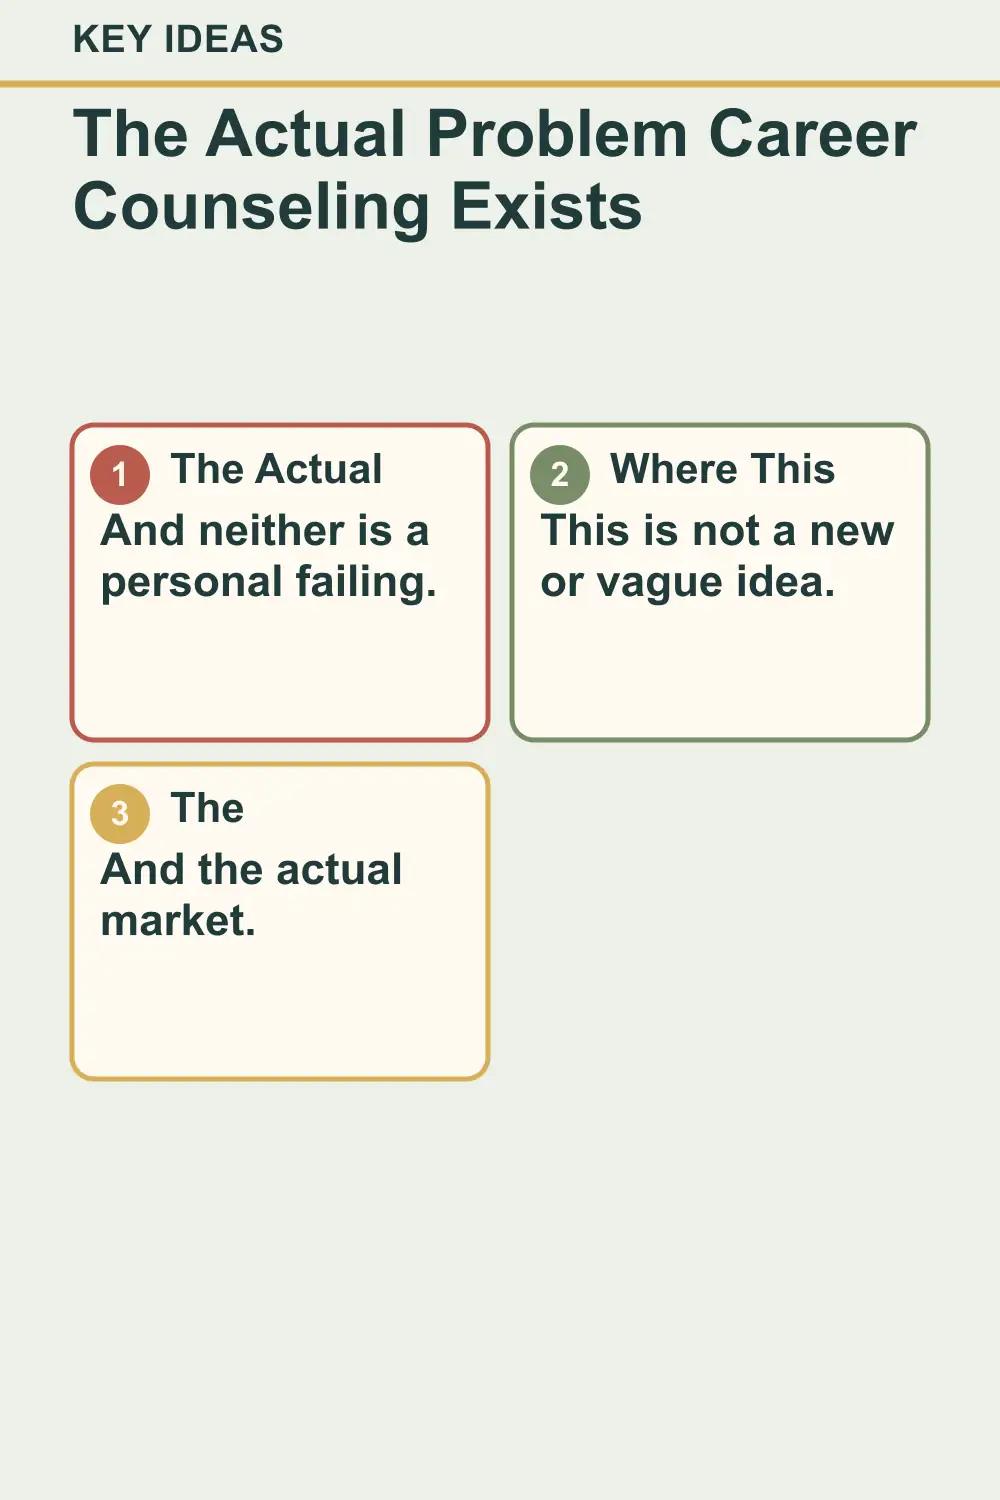 KEY IDEAS
The Actual Problem Career
Counseling Exists
1 The Actual
And neither is a
personal failing.
2 Where This
This is not a new
or vague idea.
3 The
And the actual
market.